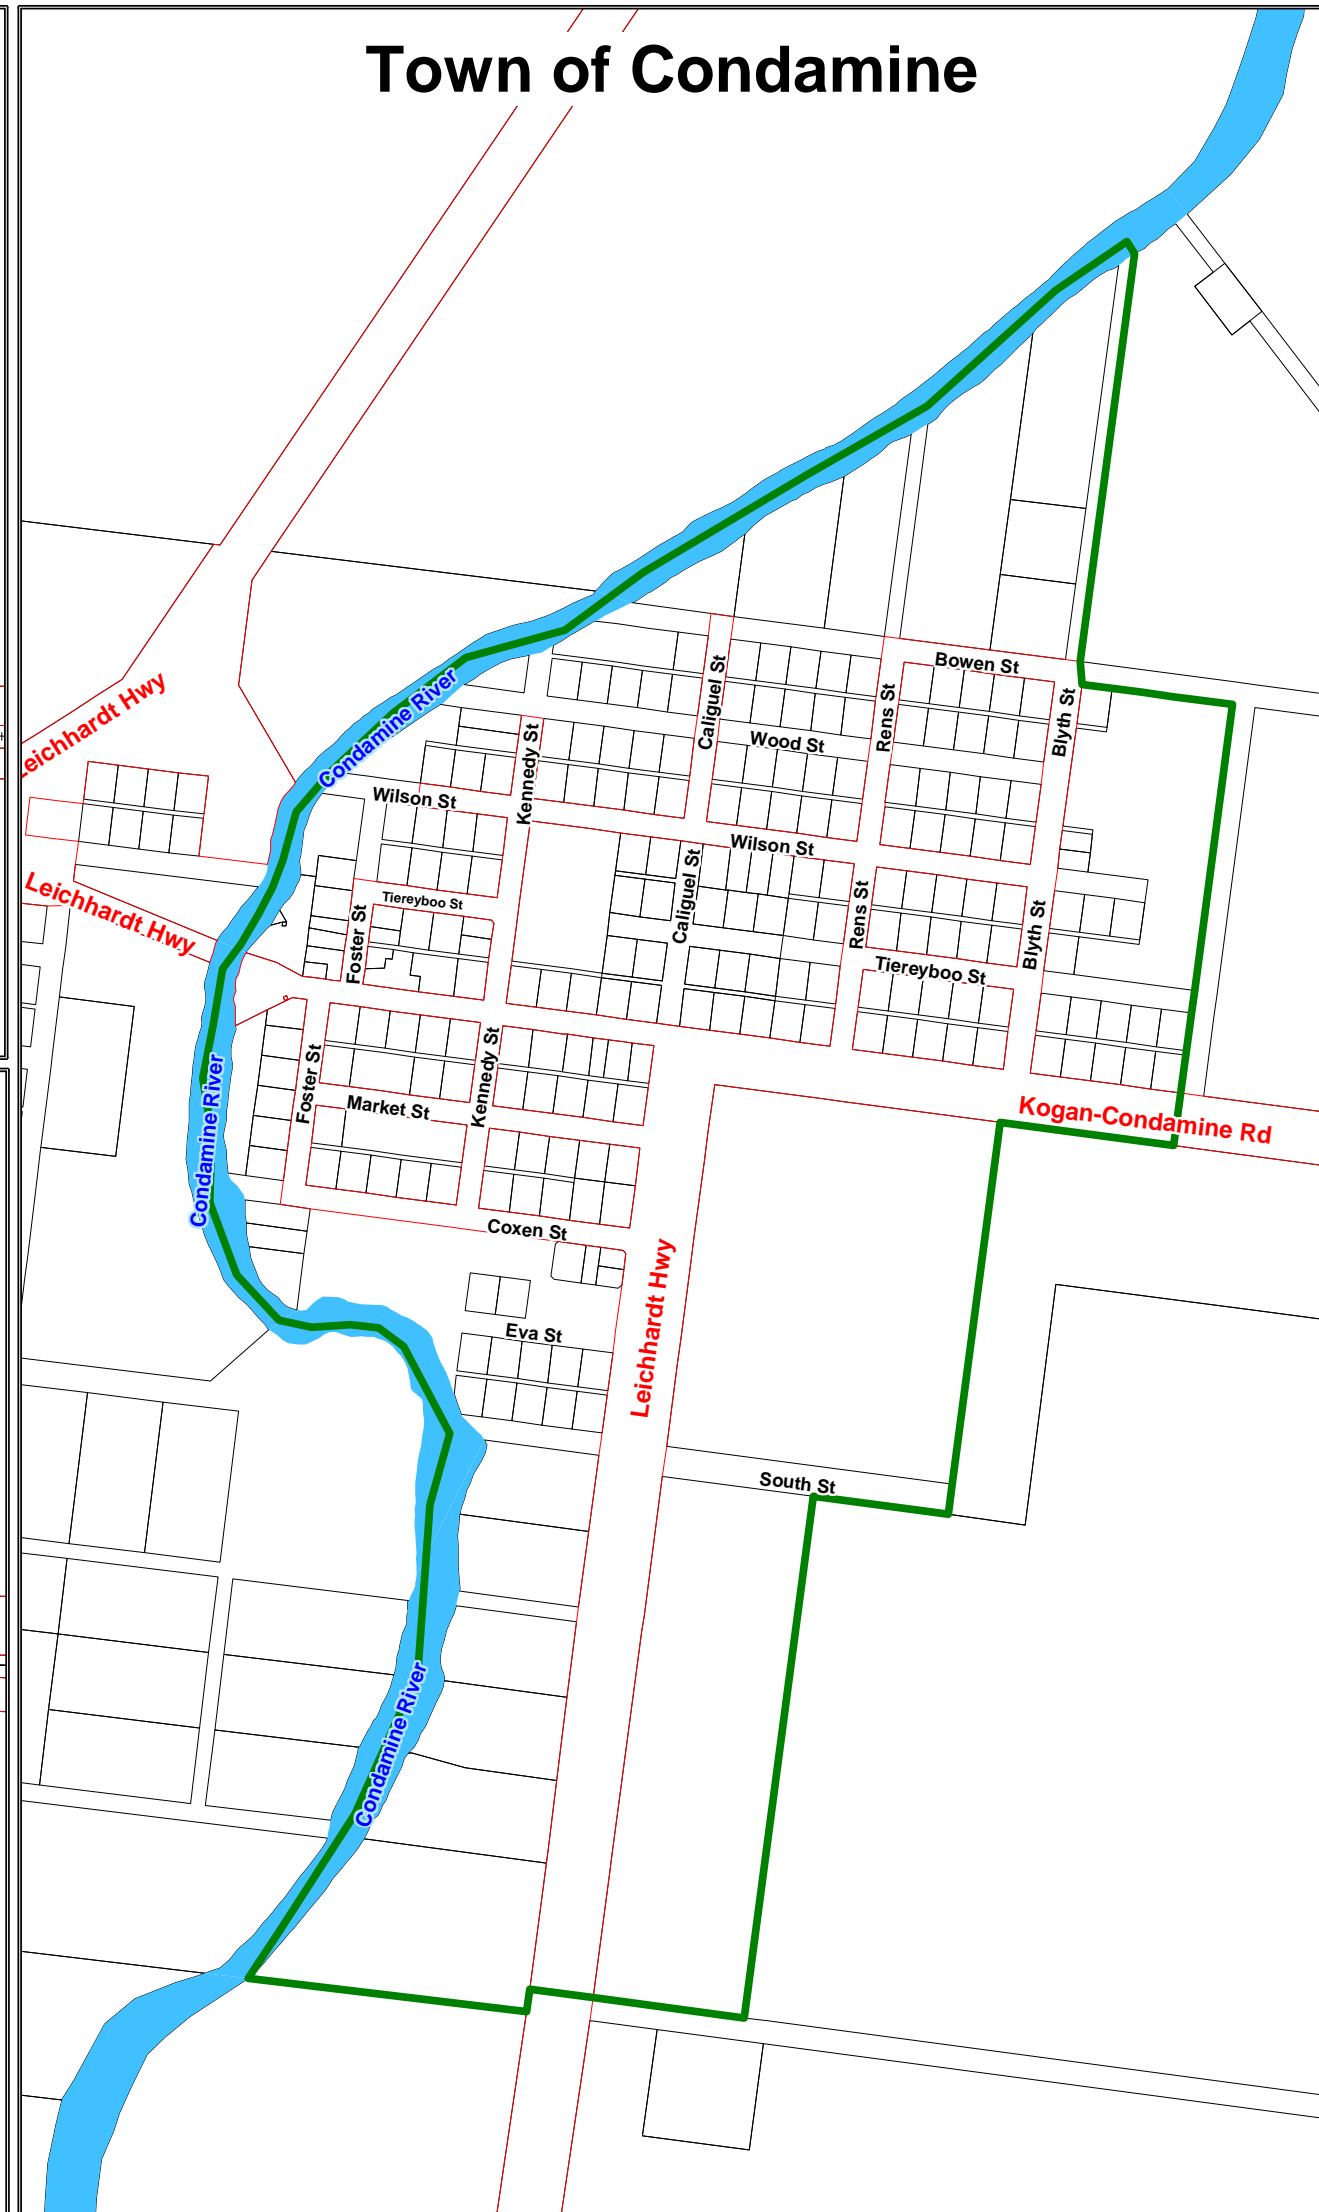 Town of Condamine
Bowen St
Caliguel St
Leichhardt Hwy
Rens St
Blyth St
Condamine River
Wood St
Kennedy St
Wilson St
Wilson St
Caliguel St
Leichhardt Hwy
Tiereyboo St
Rens St
Blyth St
Foster St
Tiereyboo St
Kennedy St
Foster St
Market St
Kogan-Condamine Rd
Condamine River
Coxen St
Leichhardt Hwy
Eva St
South St
Condamine River